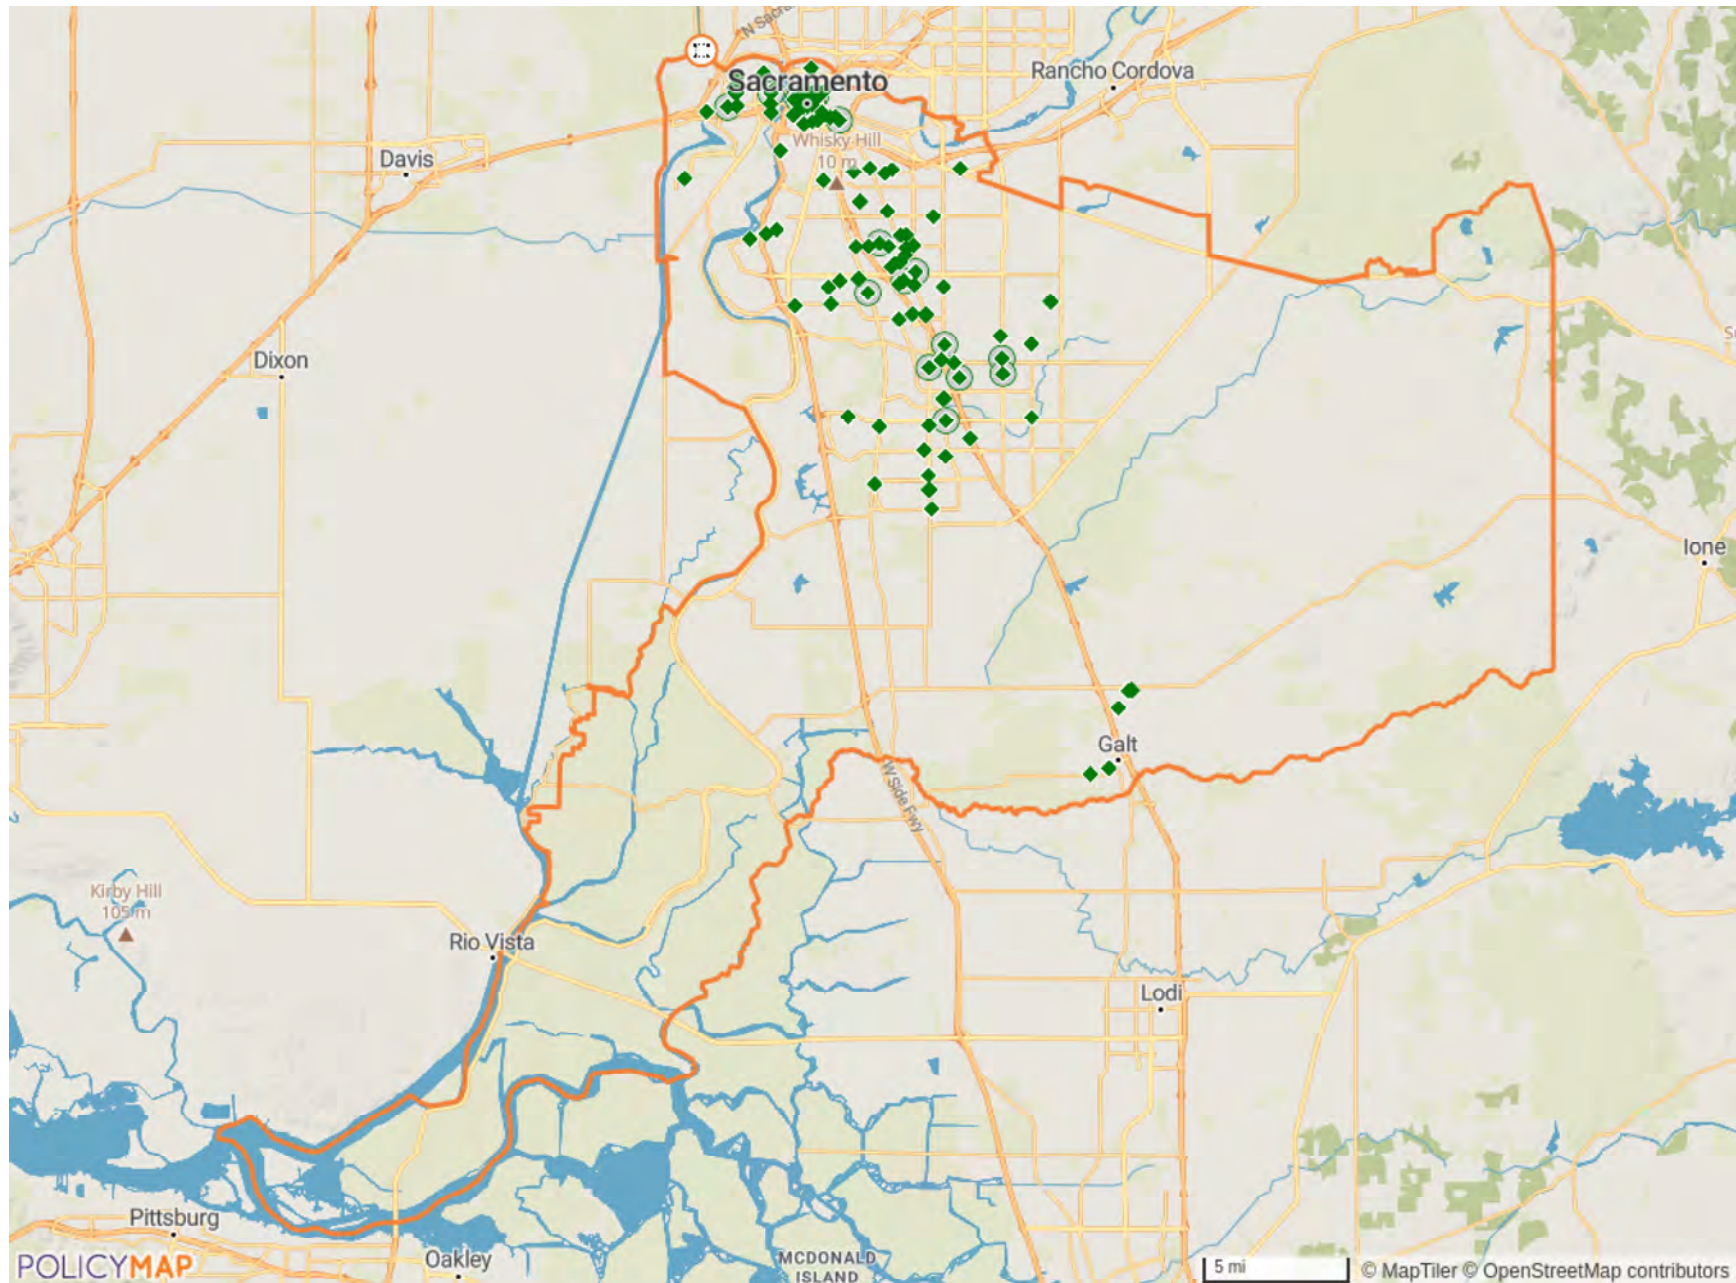 N Sacra
Sacramento
Rancho Cordova
Whisky Hill
10 m
Davis
Dixon
Ione
Galt
W Side Fwy
Kirby Hill
105 m
Rio Vista
Lodi
Pittsburg
Oakley
MCDONALD
ISLAND
POLICYMAP
5 mi
© MapTiler © OpenStreetMap contributors